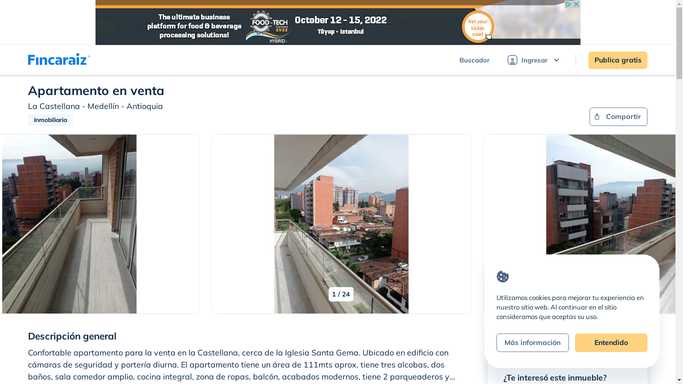 The ultimate business
platform for food & beverage
processing solutions!
FOOD-TECH
October 12 - 15, 2022
Tüyap - Istanbul
Fincaraiz
Buscador
Ingresar
Publica gratis
Apartamento en venta
La Castellana - Medellín - Antioquia
Inmobiliaria
Compartir
1 / 24
Utilizamos cookies para mejorar tu experiencia en
nuestro sitio web. Al continuar en el sitio
consideramos que aceptas su uso.
Más información
Entendido
Descripción general
Confortable apartamento para la venta en la Castellana, cerca de la Iglesia Santa Gema. Ubicado en edificio con
cámaras de seguridad y portería diurna. El apartamento tiene un área de 111mts aprox, tiene tres alcobas, dos
baños, sala comedor amplio, cocina integral, zona de ropas, balcón, acabados modernos, tiene 2 parqueaderos y...
¿Te interesó este inmueble?